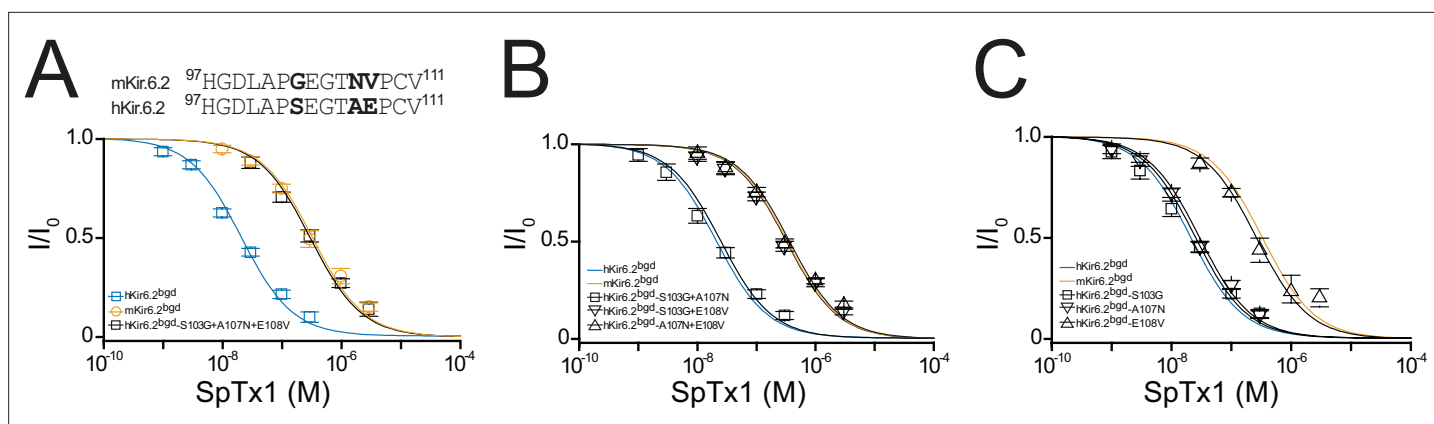 A
mKir.6.2 ⁹⁷HGDLAPGEGTNVPCV¹¹¹
hKir.6.2 ⁹⁷HGDLAPSEGTAEPCV¹¹¹
1.0
0.5
0
I/I₀
hKir6.2ᵇᵍᵈ
mKir6.2ᵇᵍᵈ
hKir6.2ᵇᵍᵈ-S103G+A107N+E108V
10⁻¹⁰ 10⁻⁸ 10⁻⁶ 10⁻⁴
SpTx1 (M)
B
1.0
0.5
0
I/I₀
hKir6.2ᵇᵍᵈ
mKir6.2ᵇᵍᵈ
hKir6.2ᵇᵍᵈ-S103G+A107N
hKir6.2ᵇᵍᵈ-S103G+E108V
hKir6.2ᵇᵍᵈ-A107N+E108V
10⁻¹⁰ 10⁻⁸ 10⁻⁶ 10⁻⁴
SpTx1 (M)
C
1.0
0.5
0
I/I₀
hKir6.2ᵇᵍᵈ
mKir6.2ᵇᵍᵈ
hKir6.2ᵇᵍᵈ-S103G
hKir6.2ᵇᵍᵈ-A107N
hKir6.2ᵇᵍᵈ-E108V
10⁻¹⁰ 10⁻⁸ 10⁻⁶ 10⁻⁴
SpTx1 (M)